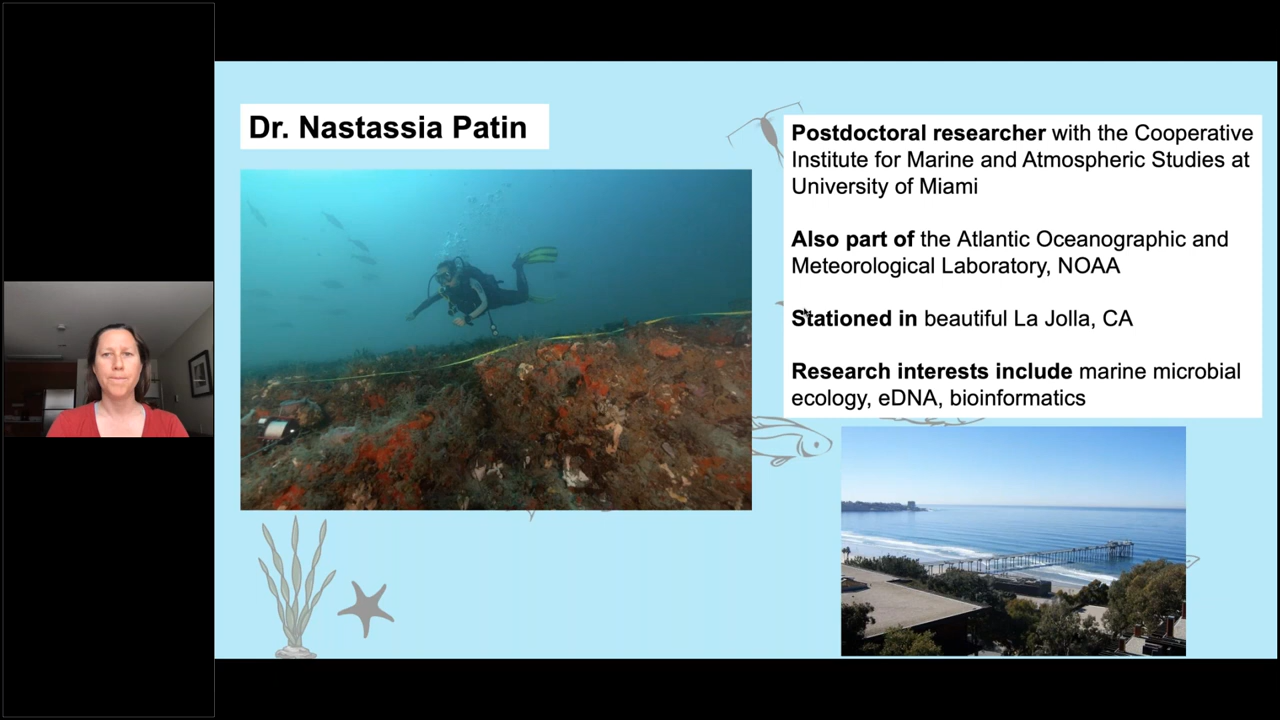 Dr. Nastassia Patin
Postdoctoral researcher with the Cooperative
Institute for Marine and Atmospheric Studies at
University of Miami
Also part of the Atlantic Oceanographic and
Meteorological Laboratory, NOAA
Stationed in beautiful La Jolla, CA
Research interests include marine microbial
ecology, eDNA, bioinformatics